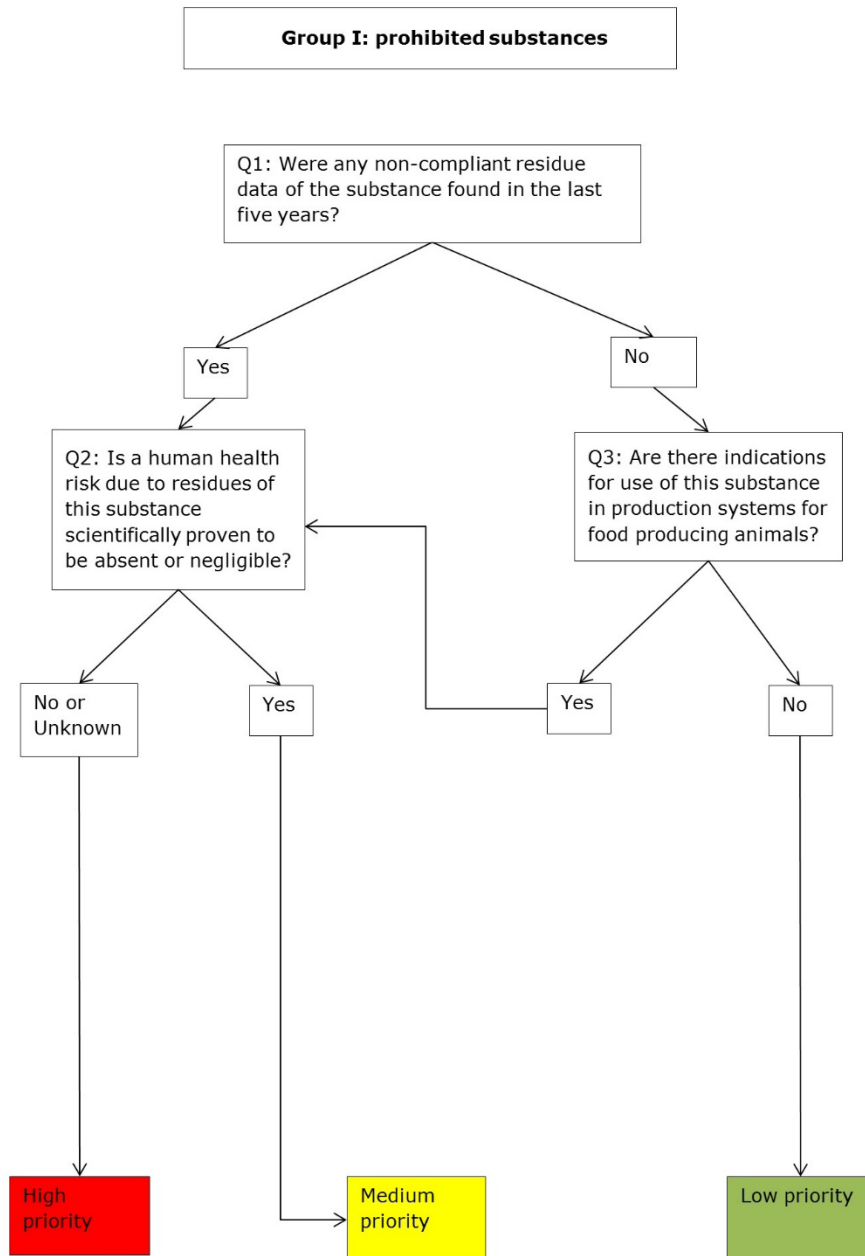 Group I: prohibited substances
Q1: Were any non-compliant residue
data of the substance found in the last
five years?
Yes
No
Q2: Is a human health
risk due to residues of
this substance
scientifically proven to
be absent or negligible?
Q3: Are there indications
for use of this substance
in production systems for
food producing animals?
No or
Unknown
Yes
Yes
No
High
priority
Medium
priority
Low priority